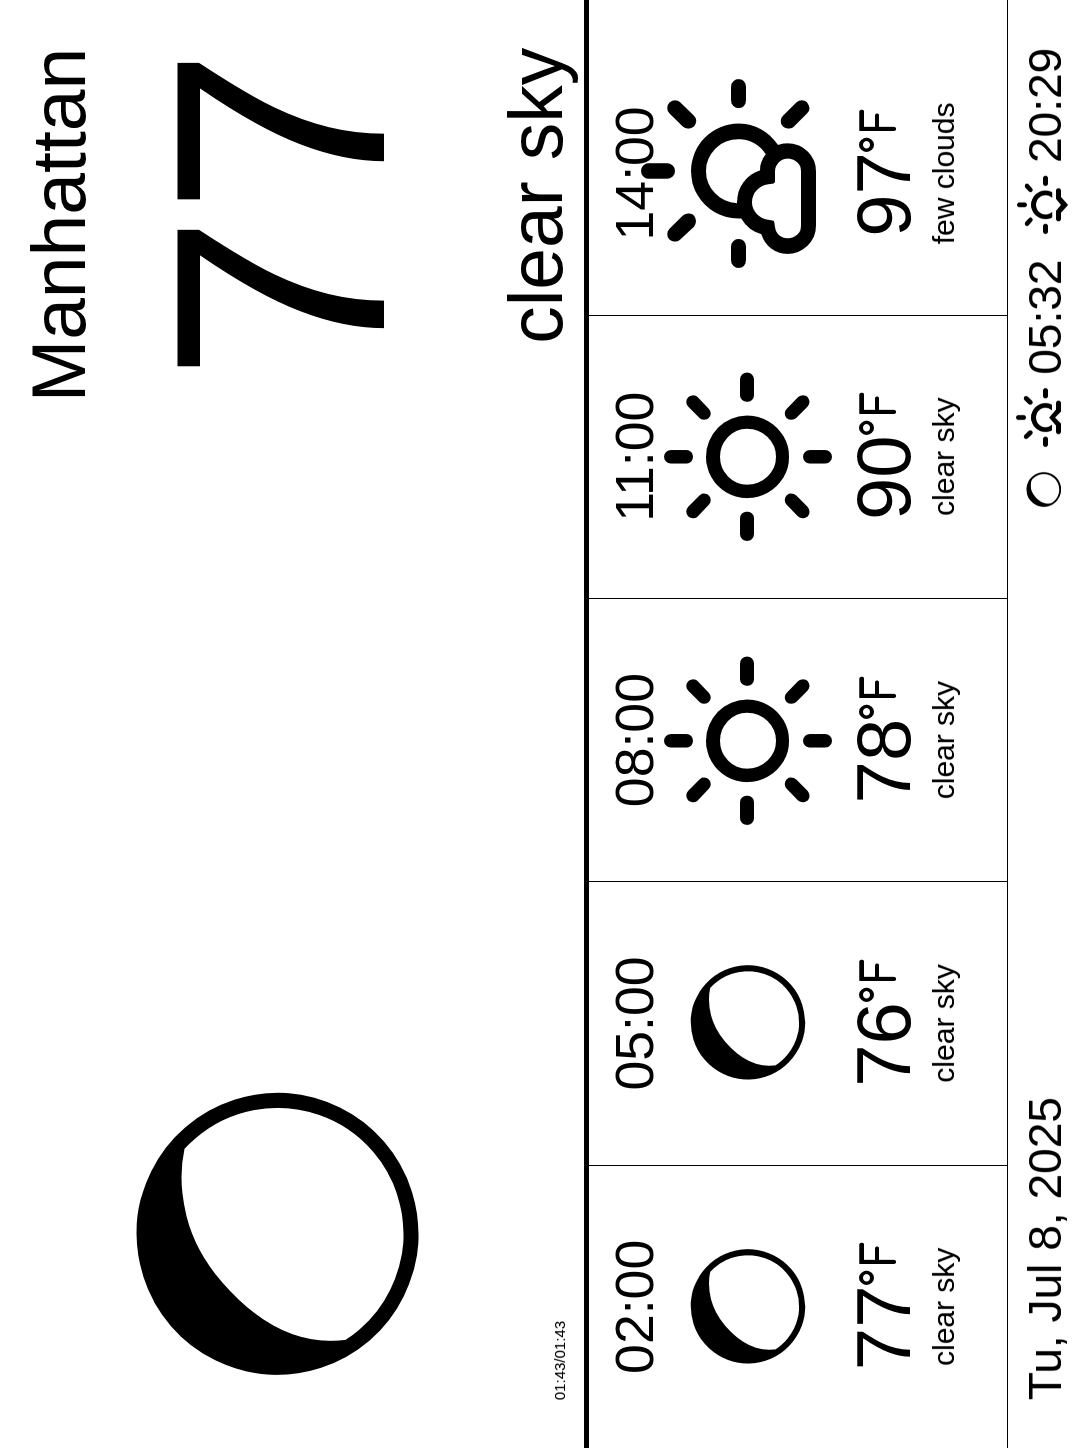 Manhattan
77
clear sky
01:43/01:43
02:00
77°F
clear sky
05:00
76°F
clear sky
08:00
78°F
clear sky
11:00
90°F
clear sky
14:00
97°F
few clouds
Tu, Jul 8, 2025
05:32
20:29